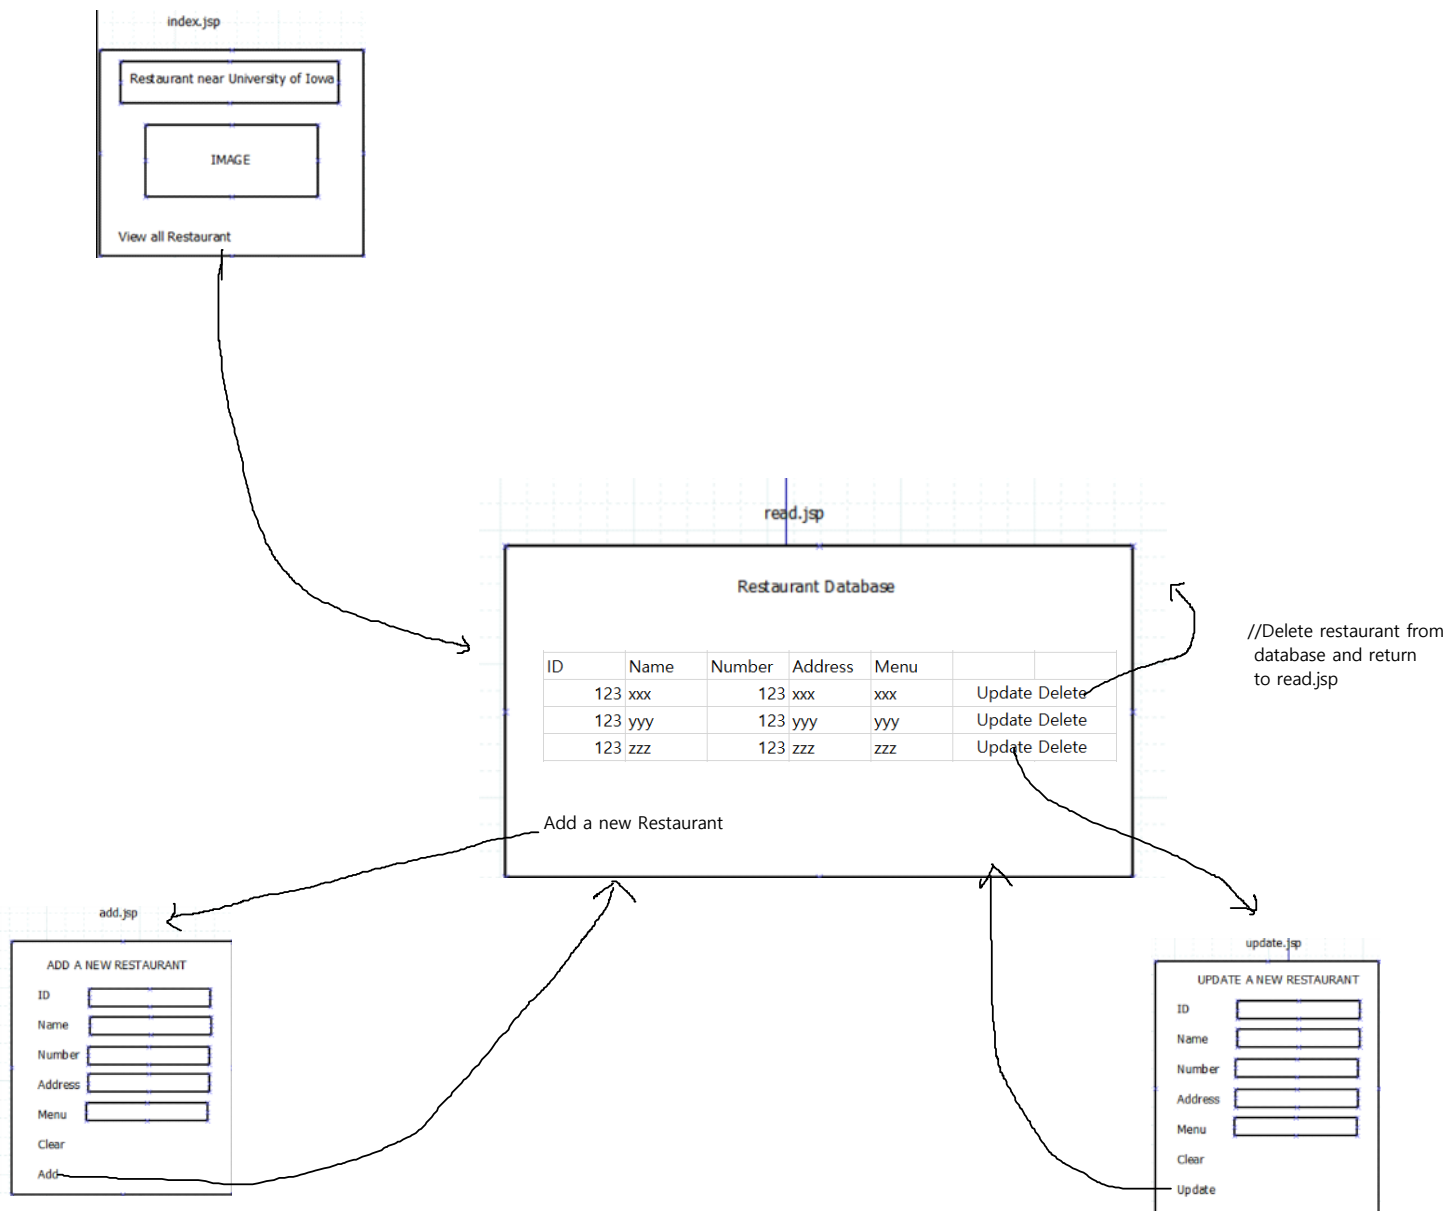 index.jsp
Restaurant near University of Iowa
IMAGE
View all Restaurant
read.jsp
Restaurant Database
ID Name Number Address Menu
123 xxx 123 xxx xxx Update Delete
123 yyy 123 yyy yyy Update Delete
123 zzz 123 zzz zzz Update Delete
Add a new Restaurant
//Delete restaurant from
database and return
to read.jsp
add.jsp
ADD A NEW RESTAURANT
ID
Name
Number
Address
Menu
Clear
Add
update.jsp
UPDATE A NEW RESTAURANT
ID
Name
Number
Address
Menu
Clear
Update